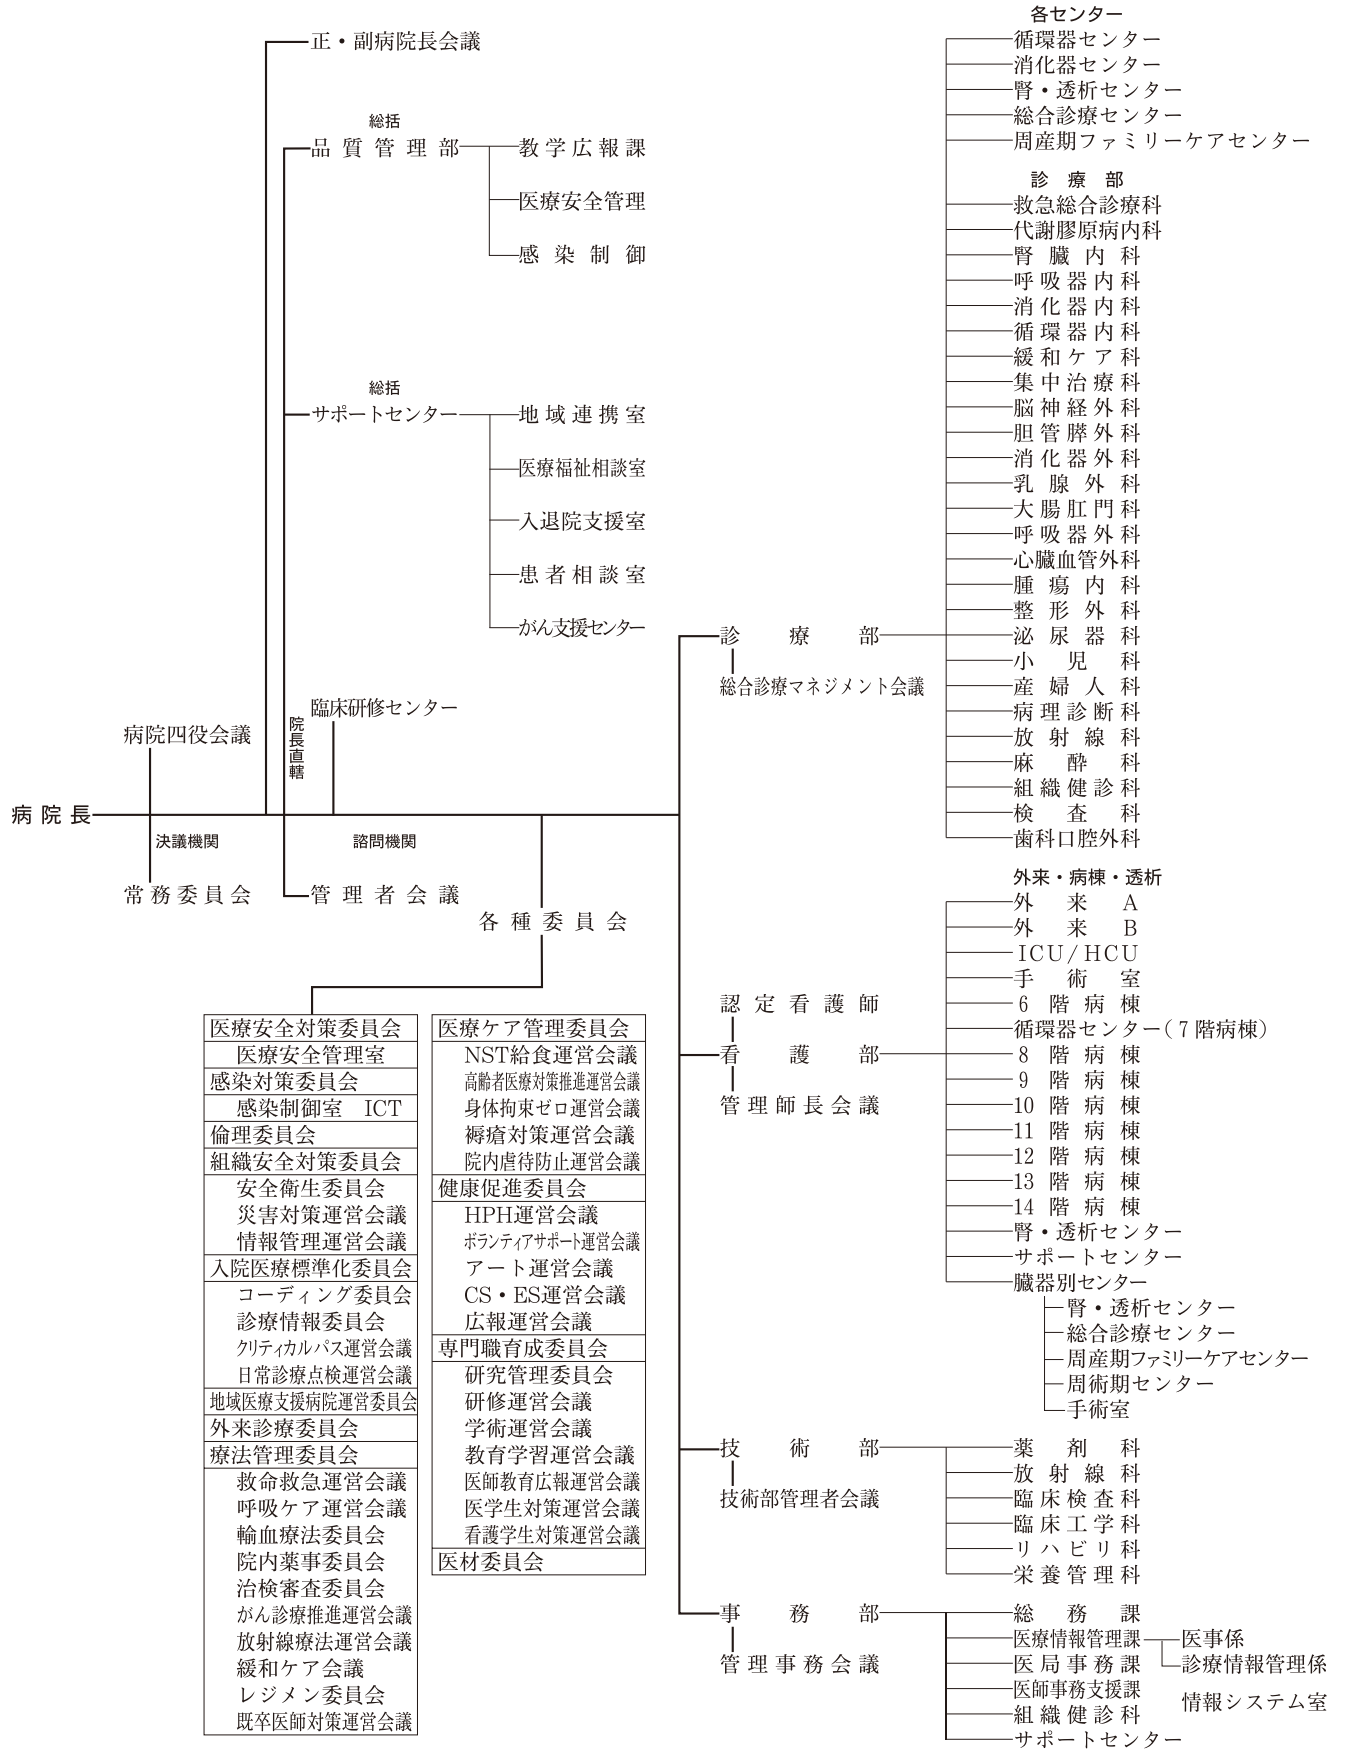 正・副病院長会議
総括
品質管理部
教学広報課
医療安全管理
感染制御
総括
サポートセンター
地域連携室
医療福祉相談室
入退院支援室
患者相談室
がん支援センター
臨床研修センター
病院四役会議
院長直轄
病院長
決議機関
諮問機関
常務委員会
管理者会議
各種委員会
医療安全対策委員会
医療安全管理室
感染対策委員会
感染制御室 ICT
倫理委員会
組織安全対策委員会
安全衛生委員会
災害対策運営会議
情報管理運営会議
入院医療標準化委員会
コーディング委員会
診療情報委員会
クリティカルパス運営会議
日常診療点検運営会議
地域医療支援病院運営委員会
外来診療委員会
療法管理委員会
救命救急運営会議
呼吸ケア運営会議
輸血療法委員会
院内薬事委員会
治検審査委員会
がん診療推進運営会議
放射線療法運営会議
緩和ケア会議
レジメン委員会
既卒医師対策運営会議
医療ケア管理委員会
NST給食運営会議
高齢者医療対策推進運営会議
身体拘束ゼロ運営会議
褥瘡対策運営会議
院内虐待防止運営会議
健康促進委員会
HPH運営会議
ボランティアサポート運営会議
アート運営会議
CS・ES運営会議
広報運営会議
専門職育成委員会
研究管理委員会
研修運営会議
学術運営会議
教育学習運営会議
医師教育広報運営会議
医学生対策運営会議
看護学生対策運営会議
医材委員会
診療部
総合診療マネジメント会議
各センター
循環器センター
消化器センター
腎・透析センター
総合診療センター
周産期ファミリーケアセンター
診療部
救急総合診療科
代謝膠原病内科
腎臓内科
呼吸器内科
消化器内科
循環器内科
緩和ケア科
集中治療科
脳神経外科
胆管膵外科
消化器外科
乳腺外科
大腸肛門科
呼吸器外科
心臓血管外科
腫瘍内科
整形外科
泌尿器科
小児科
産婦人科
病理診断科
放射線科
麻酔科
組織健診科
検査科
歯科口腔外科
認定看護師
看護部
管理師長会議
外来・病棟・透析
外来A
外来B
ICU/HCU
手術室
6階病棟
循環器センター(7階病棟)
8階病棟
9階病棟
10階病棟
11階病棟
12階病棟
13階病棟
14階病棟
腎・透析センター
サポートセンター
臓器別センター
腎・透析センター
総合診療センター
周産期ファミリーケアセンター
周術期センター
手術室
技術部
技術部管理者会議
薬剤科
放射線科
臨床検査科
臨床工学科
リハビリ科
栄養管理科
事務部
管理事務会議
総務課
医療情報管理課
医事係
医局事務課
診療情報管理係
医師事務支援課
情報システム室
組織健診科
サポートセンター